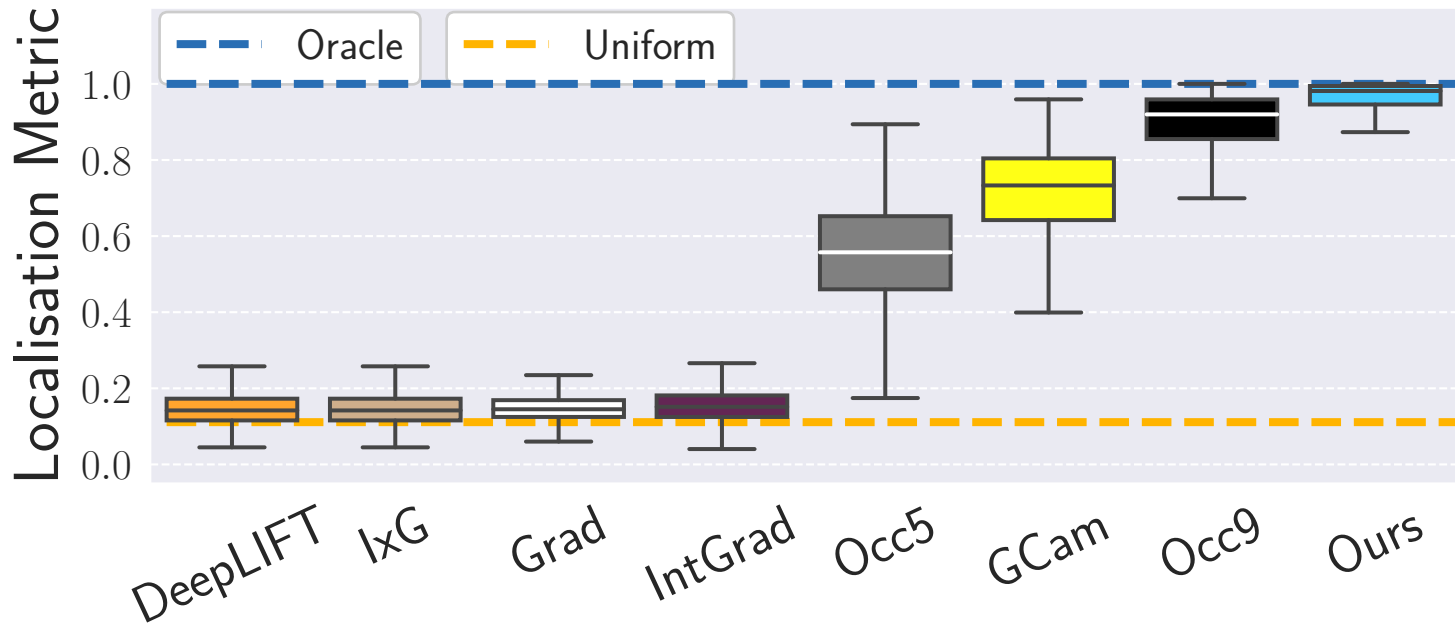 Oracle
Uniform
Localisation Metric
1.0
0.8
0.6
0.4
0.2
0.0
DeepLIFT
IxG
Grad
IntGrad
Occ5
GCam
Occ9
Ours